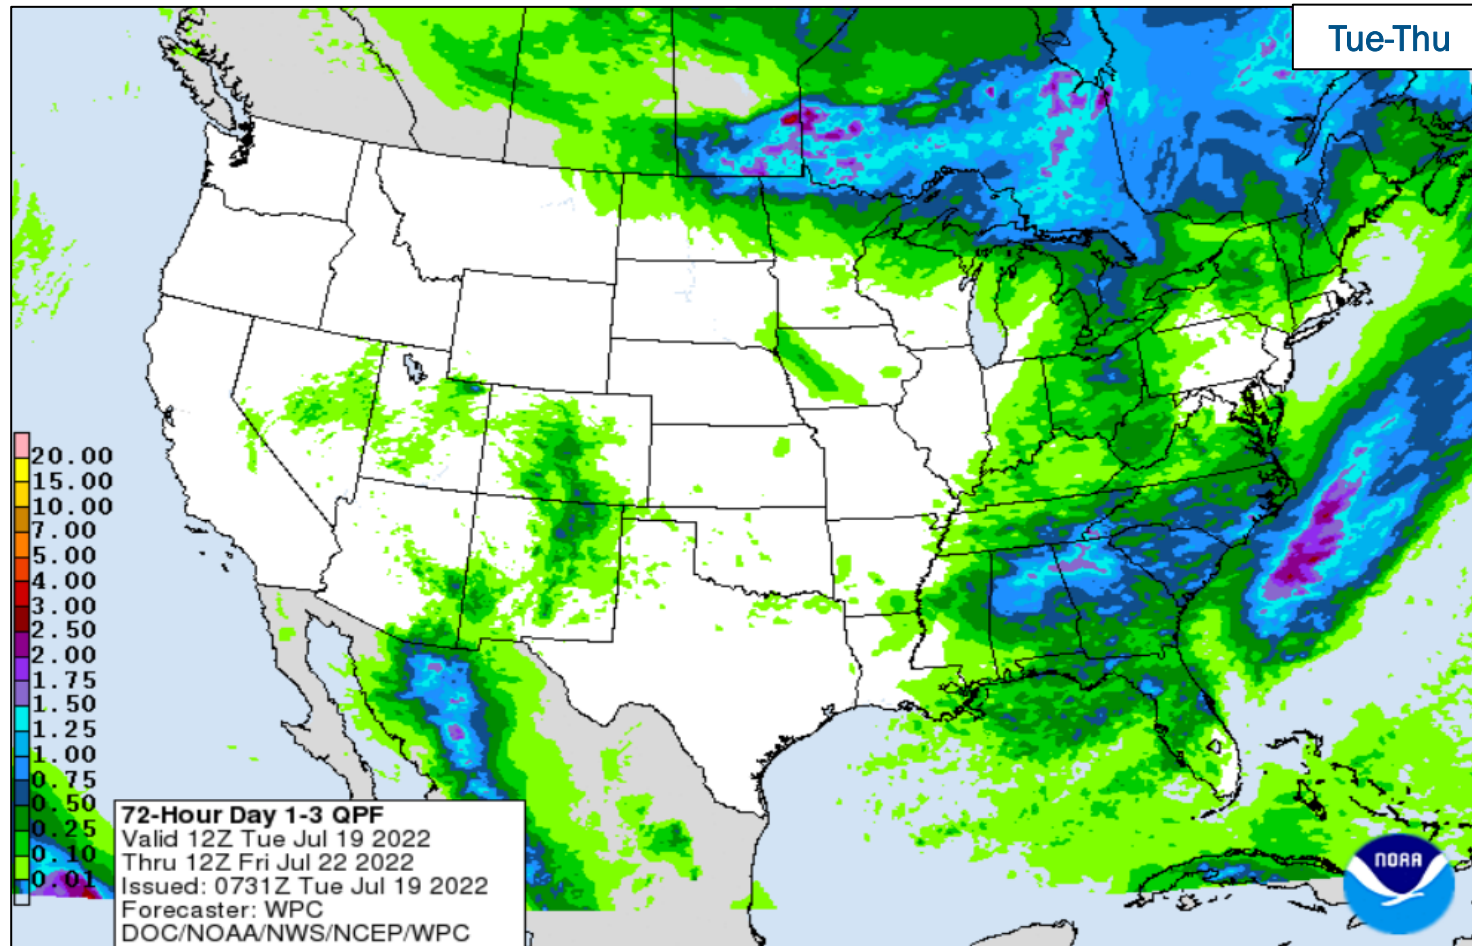 Tue-Thu
20.00
15.00
10.00
7.00
5.00
4.00
3.00
2.50
2.00
1.75
1.50
1.25
1.00
0.75
0.50
0.25
0.10
0.01
72-Hour Day 1-3 QPF
Valid 12Z Tue Jul 19 2022
Thru 12Z Fri Jul 22 2022
Issued: 0731Z Tue Jul 19 2022
Forecaster: WPC
DOC/NOAA/NWS/NCEP/WPC
NOAA